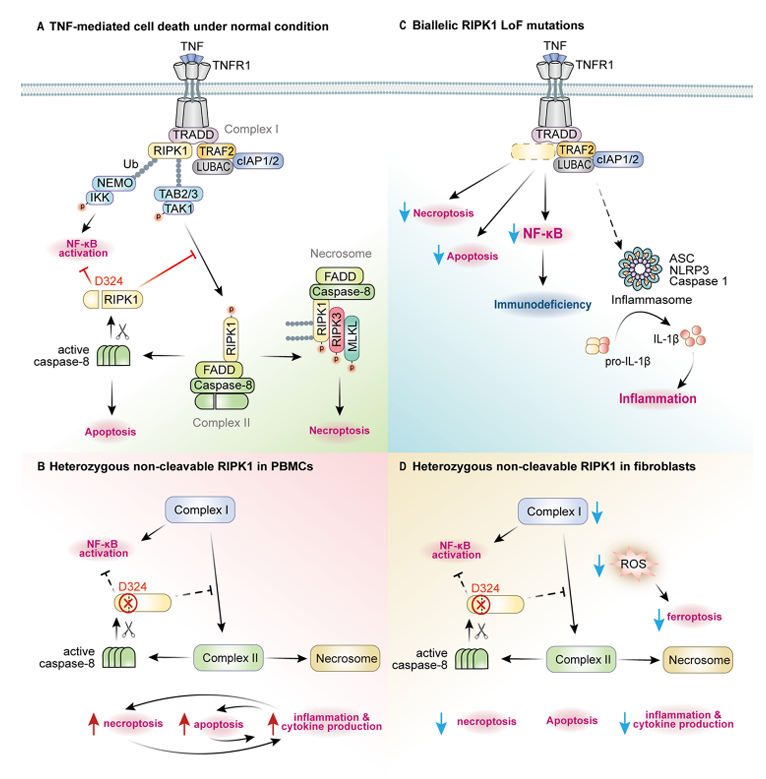 A TNF-mediated cell death under normal condition
TNF
TNFR1
TRADD
Complex I
RIPK1
TRAF2
LUBAC
cIAP1/2
Ub
NEMO
IKK
P
TAB2/3
TAK1
P
NF-κB
activation
D324
RIPK1
active
caspase-8
Apoptosis
P
RIPK1
FADD
Caspase-8
Complex II
Necrosome
FADD
Caspase-8
RIPK1
RIPK3
MLKL
P
P
P
Necroptosis
C Biallelic RIPK1 LoF mutations
TNF
TNFR1
TRADD
TRAF2
LUBAC
cIAP1/2
Necroptosis
Apoptosis
NF-κB
Immunodeficiency
ASC
NLRP3
Caspase 1
Inflammasome
pro-IL-1β
IL-1β
Inflammation
B Heterozygous non-cleavable RIPK1 in PBMCs
Complex I
NF-κB
activation
D324
active
caspase-8
Complex II
Necrosome
necroptosis
apoptosis
inflammation &
cytokine production
D Heterozygous non-cleavable RIPK1 in fibroblasts
Complex I
NF-κB
activation
ROS
D324
ferroptosis
active
caspase-8
Complex II
Necrosome
necroptosis
Apoptosis
inflammation &
cytokine production